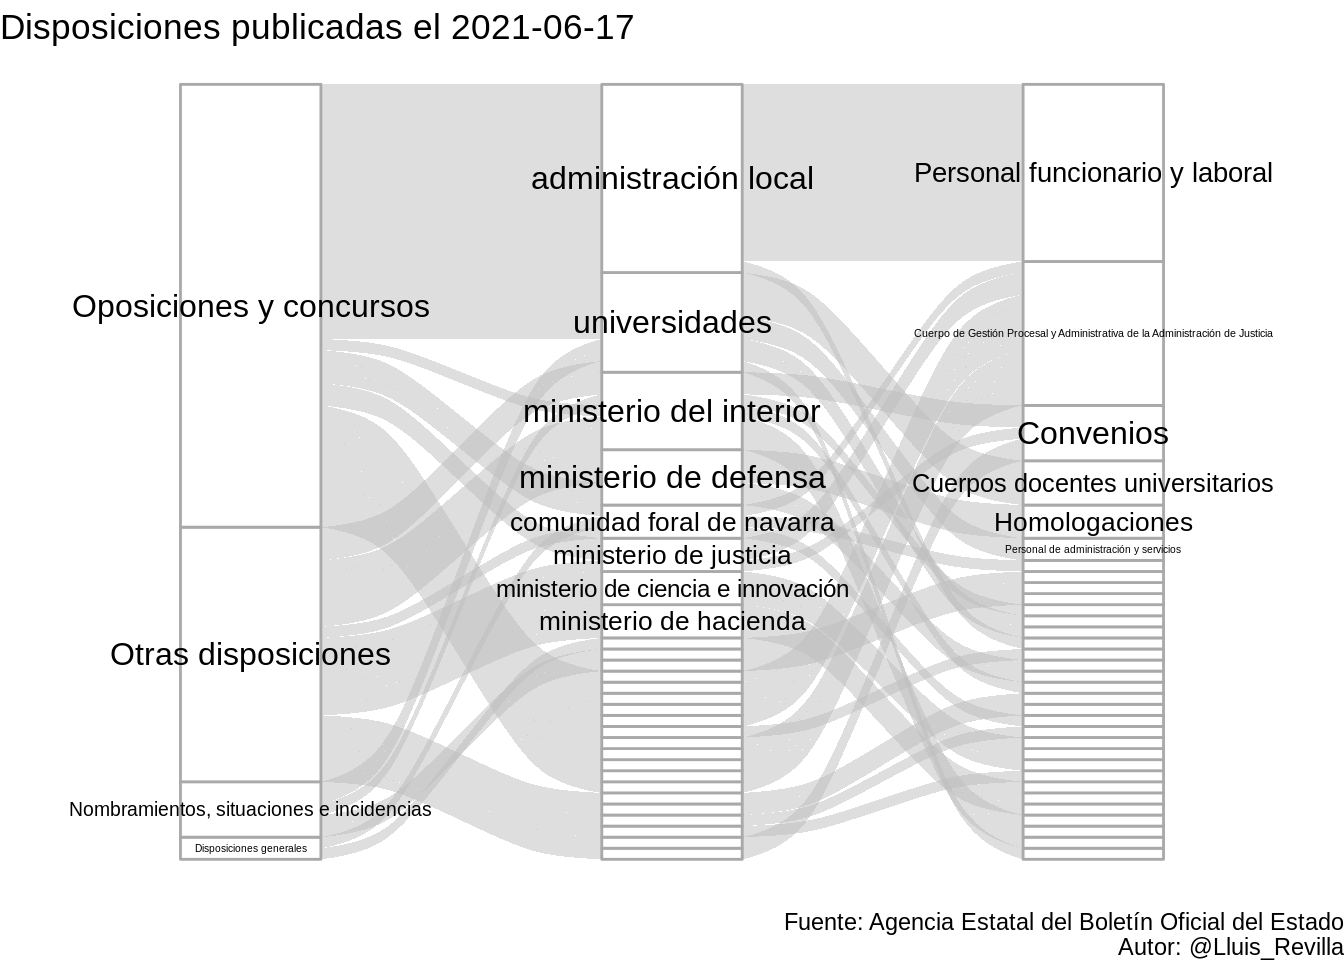 Disposiciones publicadas el 2021-06-17
Oposiciones y concursos
Otras disposiciones
Nombramientos, situaciones e incidencias
Disposiciones generales
administración local
universidades
ministerio del interior
ministerio de defensa
comunidad foral de navarra
ministerio de justicia
ministerio de ciencia e innovación
ministerio de hacienda
Personal funcionario y laboral
Cuerpo de Gestión Procesal y Administrativa de la Administración de Justicia
Convenios
Cuerpos docentes universitarios
Homologaciones
Personal de administración y servicios
Fuente: Agencia Estatal del Boletín Oficial del Estado
Autor: @Lluis_Revilla